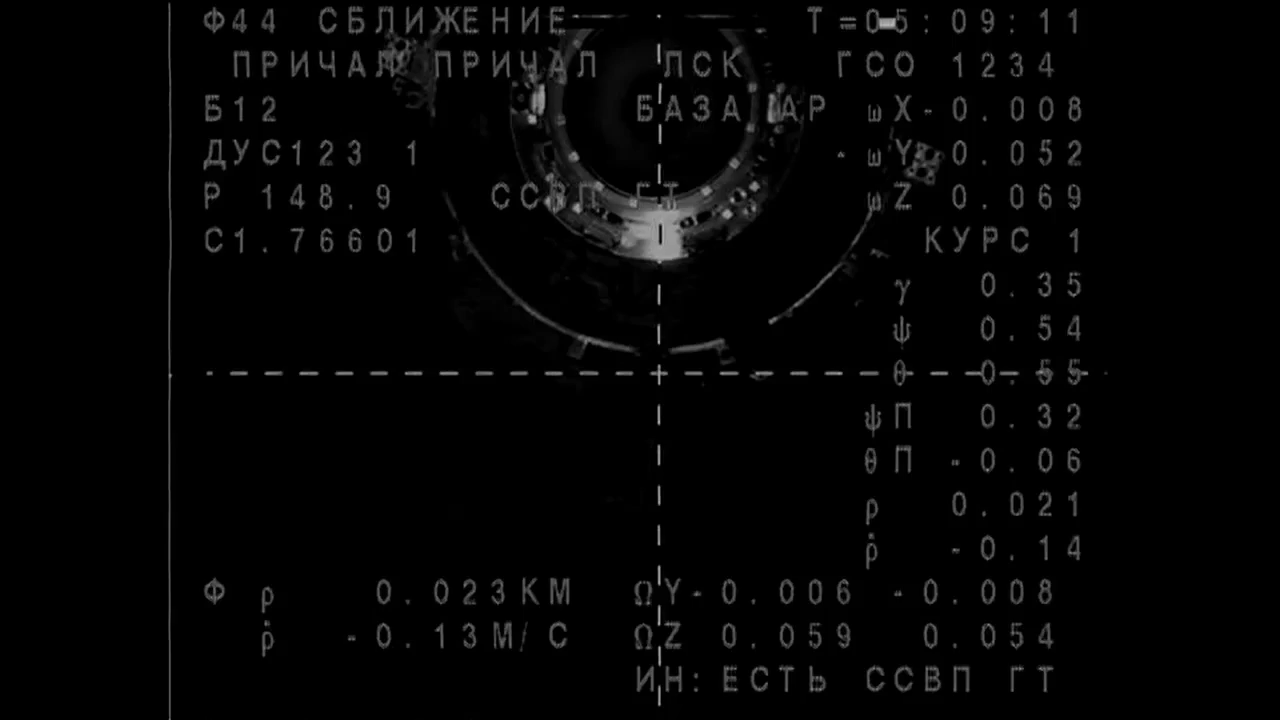 Ф44 СБЛИЖЕНИЕ Т=05:09:11
ПРИЧАЛ ПРИЧАЛ ЛСК ГСО 1234
Б12 БАЗА АР ωX-0.008
ДУС123 1 -ωY 0.052
Р 148.9 ССВП ГТ ωZ 0.069
С1.76601 КУРС 1
γ 0.35
ψ 0.54
θ 0.55
ψП 0.32
θП -0.06
ρ 0.021
ρ̇ -0.14
Ф ρ 0.023КМ ΩY-0.006 -0.008
ρ̇ -0.13М/С ΩZ 0.059 0.054
ИН:ЕСТЬ ССВП ГТ